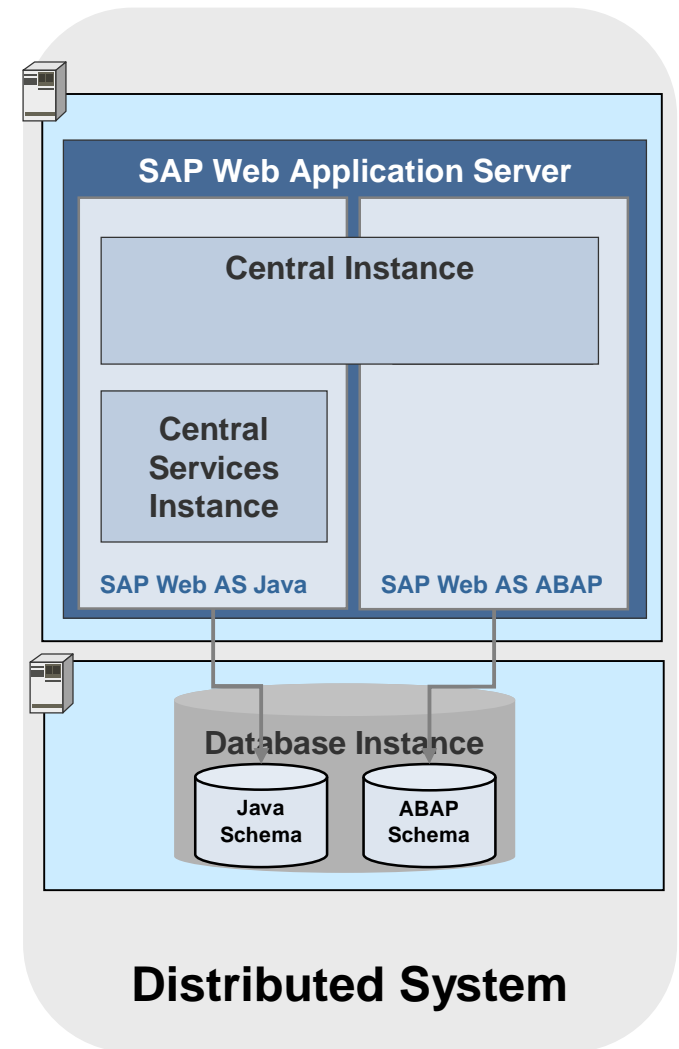 SAP Web Application Server
Central Instance
Central
Services
Instance
SAP Web AS Java
SAP Web AS ABAP
Database Instance
Java
Schema
ABAP
Schema
Distributed System